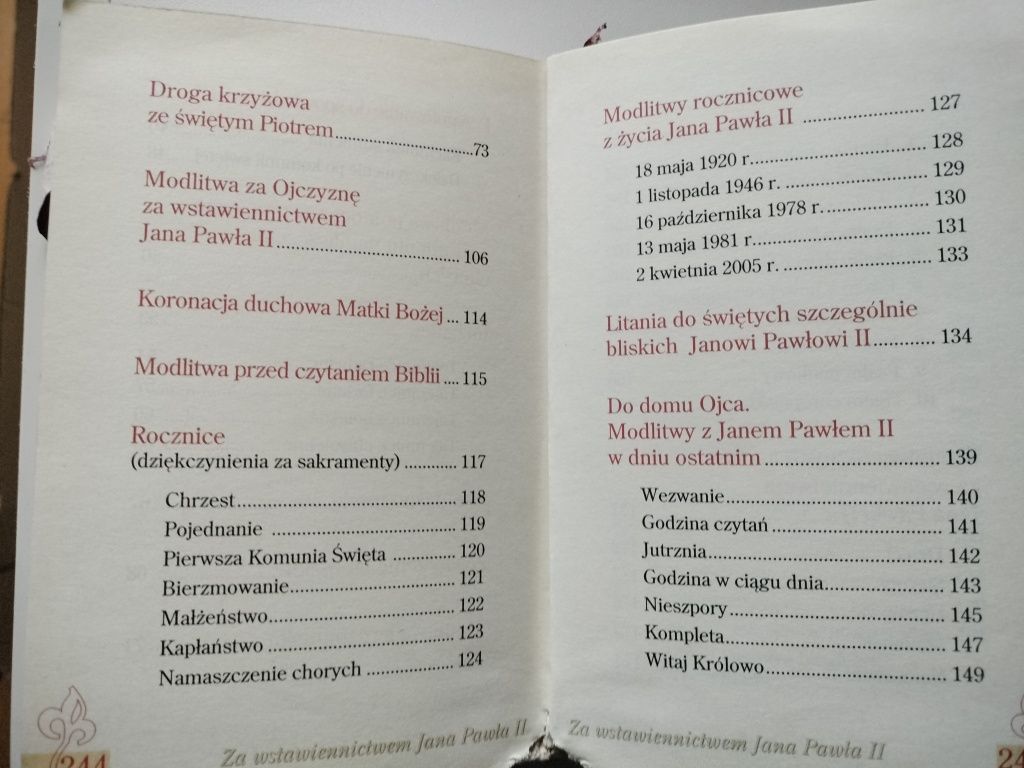 Droga krzyżowa
ze świętym Piotrem..................73
Modlitwa za Ojczyznę
za wstawiennictwem
Jana Pawła II.......................... 106
Koronacja duchowa Matki Bożej... 114
Modlitwa przed czytaniem Biblii.... 115
Rocznice
(dziękczynienia za sakramenty) ............ 117
Chrzest................................ 118
Pojednanie ........................... 119
Pierwsza Komunia Święta ............ 120
Bierzmowanie......................... 121
Małżeństwo............................ 122
Kapłaństwo ........................... 123
Namaszczenie chorych ................ 124
244
Za wstawiennictwem Jana Pawła II
Modlitwy rocznicowe
z życia Jana Pawła II ................. 127
18 maja 1920 r......................... 128
1 listopada 1946 r. .................... 129
16 października 1978 r................ 130
13 maja 1981 r......................... 131
2 kwietnia 2005 r. ..................... 133
Litania do świętych szczególnie
bliskich Janowi Pawłowi II............ 134
Do domu Ojca.
Modlitwy z Janem Pawłem II
w dniu ostatnim......................... 139
Wezwanie............................... 140
Godzina czytań........................ 141
Jutrznia................................. 142
Godzina w ciągu dnia.................. 143
Nieszpory............................... 145
Kompleta................................ 147
Witaj Królowo.......................... 149
Za wstawiennictwem Jana Pawła II